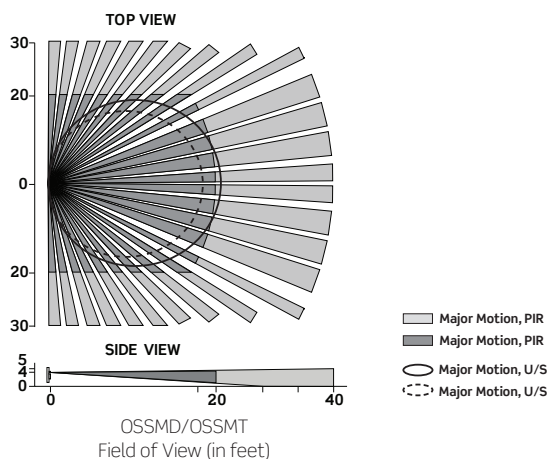 TOP VIEW
30
20
0
20
30
SIDE VIEW
5
4
0
0
20
40
Major Motion, PIR
Major Motion, PIR
Major Motion, U/S
Major Motion, U/S
OSSMD/OSSMT
Field of View (in feet)